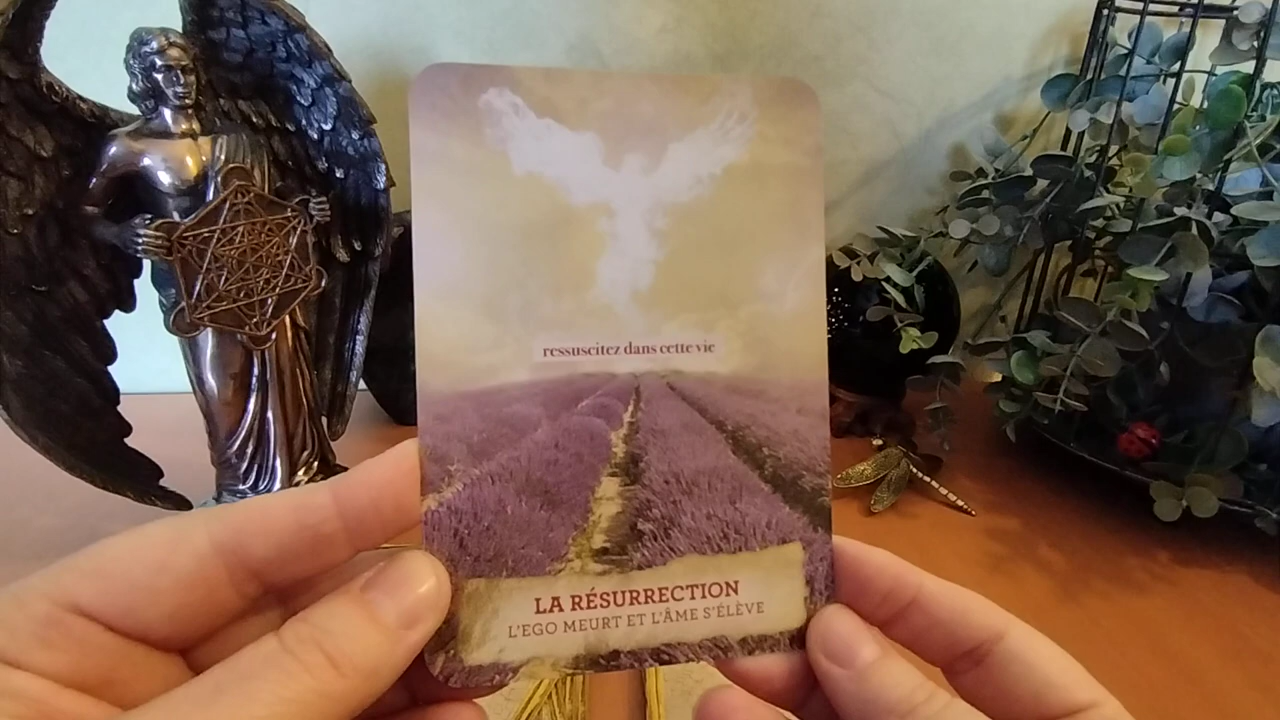 ressuscitez dans cette vie
LA RÉSURRECTION
L'EGO MEURT ET L'ÂME S'ÉLÈVE